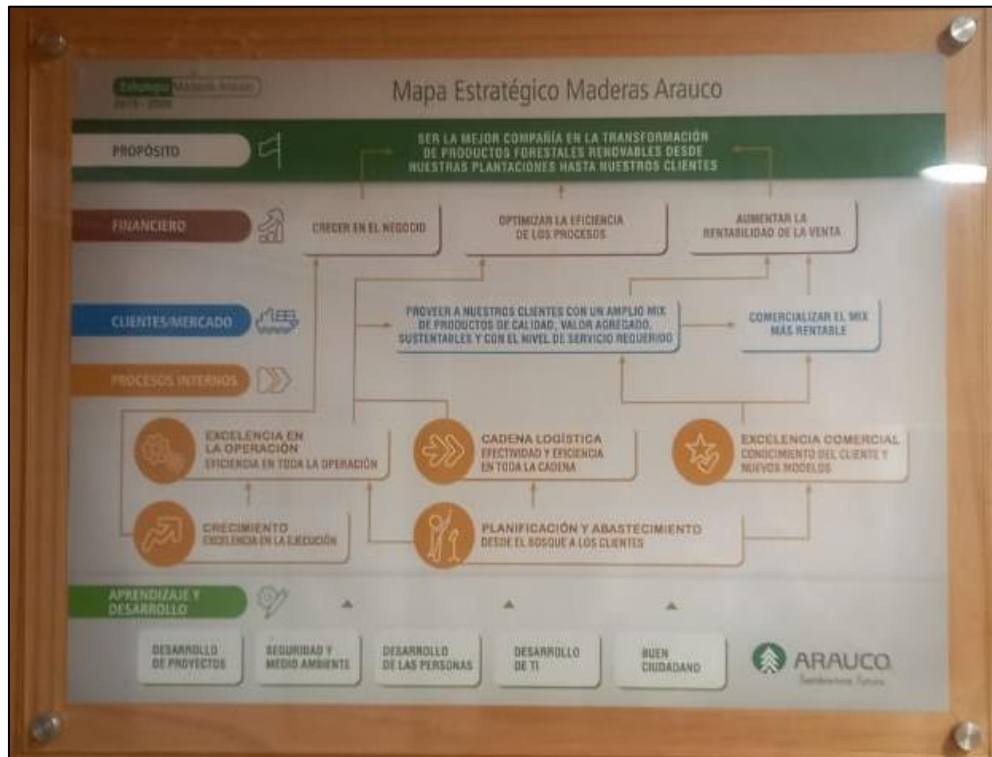 Estrategia Maderas Arauco
Mapa Estratégico Maderas Arauco
PROPÓSITO
SER LA MEJOR COMPAÑÍA EN LA TRANSFORMACIÓN
DE PRODUCTOS FORESTALES RENOVABLES DESDE
NUESTRAS PLANTACIONES HASTA NUESTROS CLIENTES
FINANCIERO
CRECER EN EL NEGOCIO
OPTIMIZAR LA EFICIENCIA
DE LOS PROCESOS
AUMENTAR LA
RENTABILIDAD DE LA VENTA
CLIENTES/MERCADO
PROVEER A NUESTROS CLIENTES CON UN AMPLIO MIX
DE PRODUCTOS DE CALIDAD, VALOR AGREGADO,
SUSTENTABLES Y CON EL NIVEL DE SERVICIO REQUERIDO
COMERCIALIZAR EL MIX
MÁS RENTABLE
PROCESOS INTERNOS
EXCELENCIA EN
LA OPERACIÓN
EFICIENCIA EN TODA LA OPERACIÓN
CADENA LOGÍSTICA
EFECTIVIDAD Y EFICIENCIA
EN TODA LA CADENA
EXCELENCIA COMERCIAL
CONOCIMIENTO DEL CLIENTE Y
NUEVOS MODELOS
CRECIMIENTO
EXCELENCIA EN LA EJECUCIÓN
PLANIFICACIÓN Y ABASTECIMIENTO
DESDE EL BOSQUE A LOS CLIENTES
APRENDIZAJE Y
DESARROLLO
DESARROLLO
DE PROYECTOS
SEGURIDAD Y
MEDIO AMBIENTE
DESARROLLO
DE LAS PERSONAS
DESARROLLO
DE TI
BUEN
CIUDADANO
ARAUCO
Sembramos Futuro